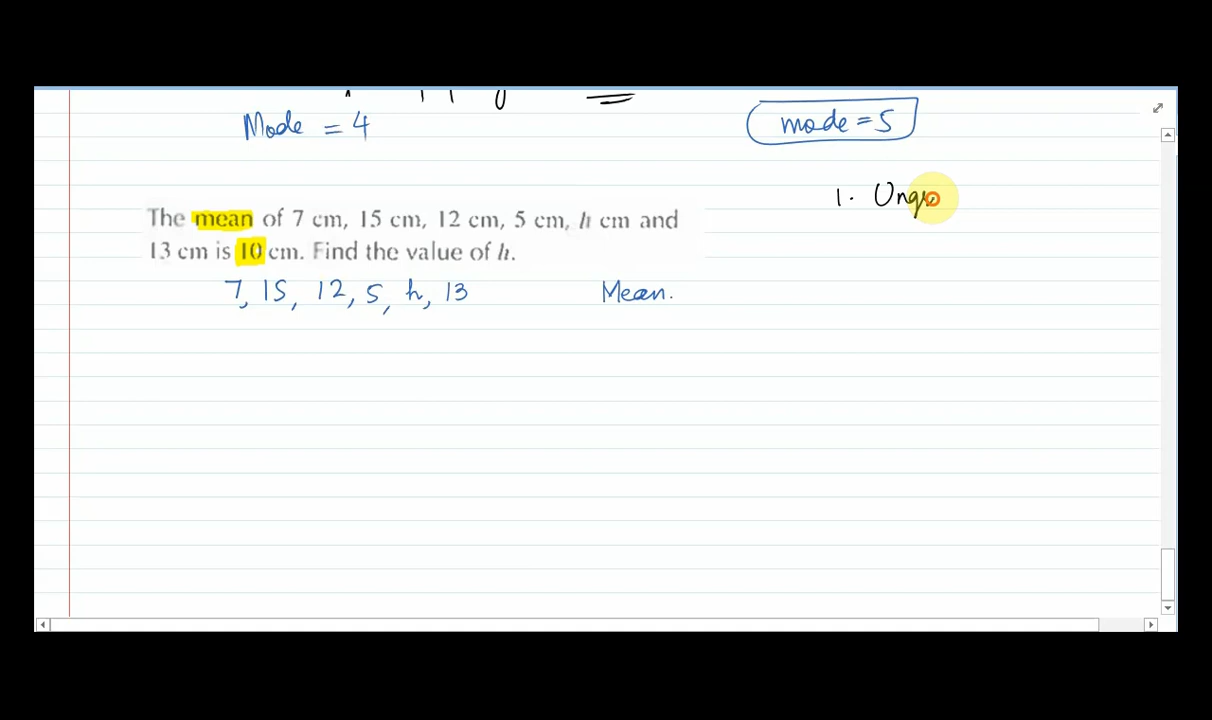 Mode = 4
mode = 5
1. Ungr
The mean of 7 cm, 15 cm, 12 cm, 5 cm, h cm and
13 cm is 10 cm. Find the value of h.
7, 15, 12, 5, h, 13
Mean.